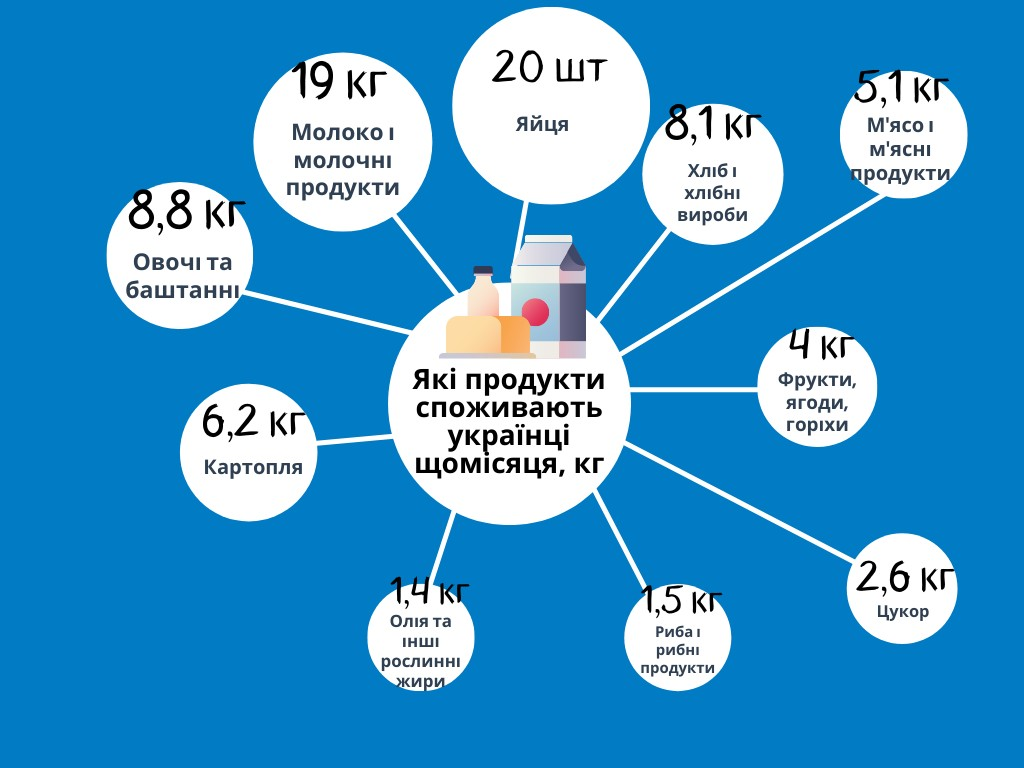 20 шт
Яйця
19 кг
Молоко і
молочні
продукти
8,1 кг
Хліб і
хлібні
вироби
5,1 кг
М'ясо і
м'ясні
продукти
8,8 кг
Овочі та
баштанні
4 кг
Фрукти,
ягоди,
горіхи
Які продукти
споживають
українці
щомісяця, кг
6,2 кг
Картопля
2,6 кг
Цукор
1,4 кг
Олія та
інші
рослинні
жири
1,5 кг
Риба і
рибні
продукти